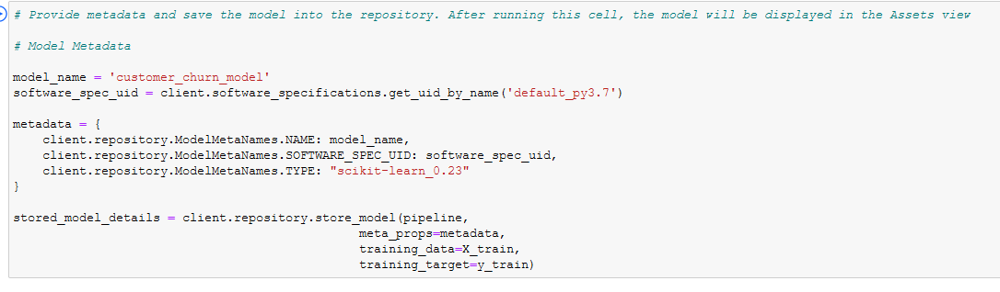 # Provide metadata and save the model into the repository. After running this cell, the model will be displayed in the Assets view
# Model Metadata
model_name = 'customer_churn_model'
software_spec_uid = client.software_specifications.get_uid_by_name('default_py3.7')
metadata = {
    client.repository.ModelMetaNames.NAME: model_name,
    client.repository.ModelMetaNames.SOFTWARE_SPEC_UID: software_spec_uid,
    client.repository.ModelMetaNames.TYPE: "scikit-learn_0.23"
}
stored_model_details = client.repository.store_model(pipeline,
                                                meta_props=metadata,
                                                training_data=X_train,
                                                training_target=y_train)